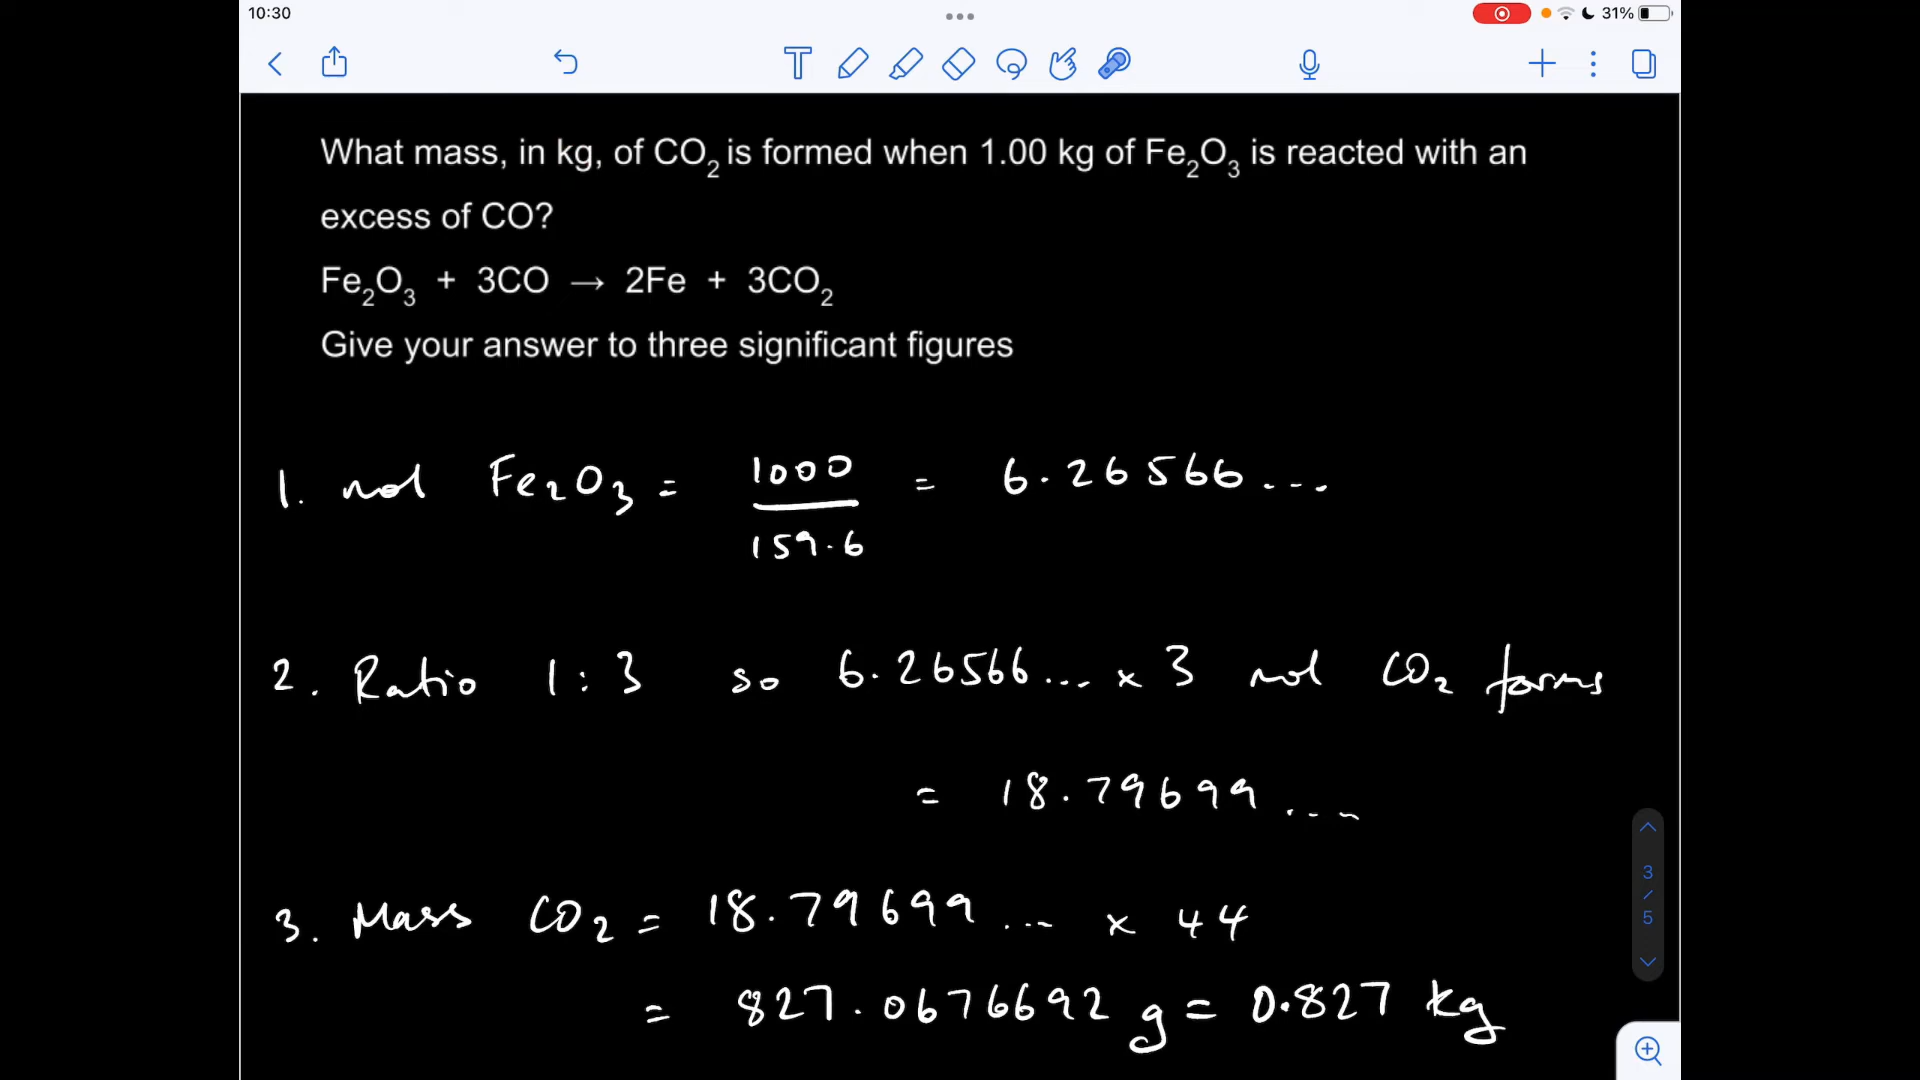 10:30
31%
T
What mass, in kg, of CO₂ is formed when 1.00 kg of Fe₂O₃ is reacted with an
excess of CO?
Fe₂O₃ + 3CO → 2Fe + 3CO₂
Give your answer to three significant figures
1. mol Fe₂O₃ = 1000 / 159.6 = 6.26566...
2. Ratio 1:3 so 6.26566... x 3 mol CO₂ forms
= 18.79699....
3. Mass CO₂ = 18.79699... x 44
= 827.0676692 g = 0.827 kg
3 / 5